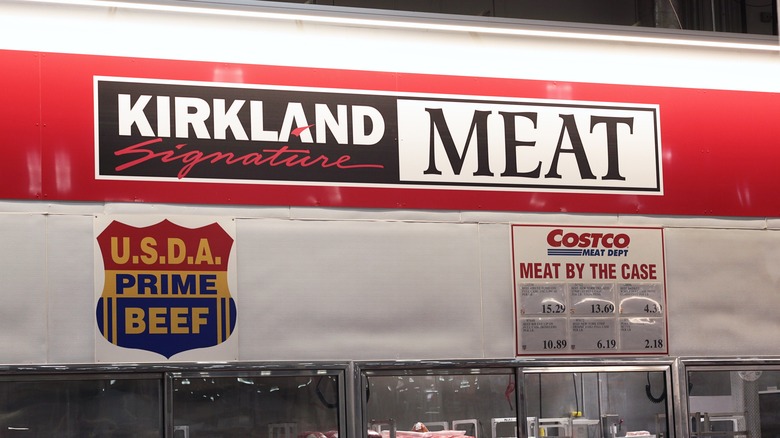 KIRKLAND
Signature
MEAT
U.S.D.A.
PRIME
BEEF
COSTCO
MEAT DEPT
MEAT BY THE CASE
15.29 13.69
10.89 6.19 2.18